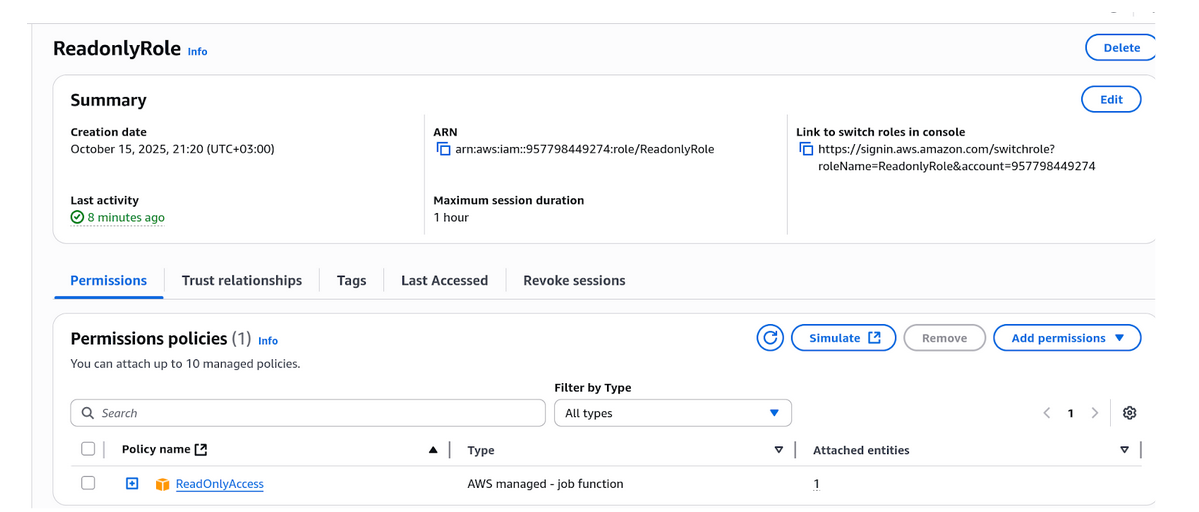 ReadonlyRole Info
Delete
Summary
Edit
Creation date
October 15, 2025, 21:20 (UTC+03:00)
ARN
arn:aws:iam::957798449274:role/ReadonlyRole
Link to switch roles in console
https://signin.aws.amazon.com/switchrole?
roleName=ReadonlyRole&account=957798449274
Last activity
8 minutes ago
Maximum session duration
1 hour
Permissions
Trust relationships
Tags
Last Accessed
Revoke sessions
Permissions policies (1) Info
Simulate
Remove
Add permissions
You can attach up to 10 managed policies.
Filter by Type
Search
All types
1
Policy name
Type
Attached entities
ReadOnlyAccess
AWS managed - job function
1